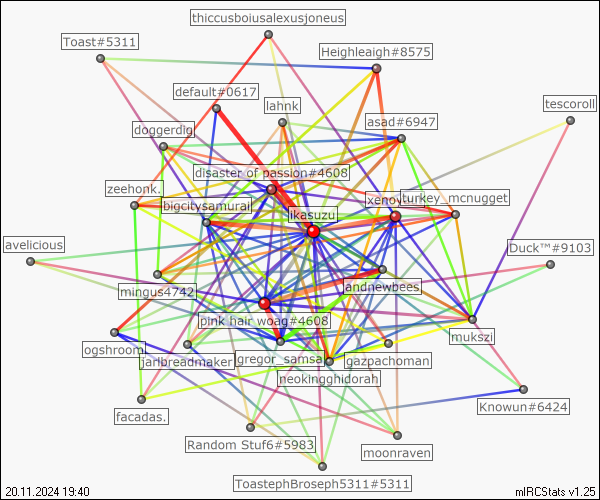 thiccusboiusalexusjoneus
Toast#5311
Heighleaigh#8575
default#0617
lahnk
tescoroll
asad#6947
doggerdig
disaster of passion#4608
zeehonk.
turkey_mcnugget
bigcitysamurai
likasuzu
avelicious
Duck™#9103
andnewbees
mingus4742
pink hair woag#4608
mukszi
ogshroom
jarlbreadmaker
gregor_samsa
gazpachoman
neokingghidorah
facadas.
Knowun#6424
Random Stuf6#5983
moonraven
ToastephBroseph5311#5311
20.11.2024 19:40
mIRCStats v1.25